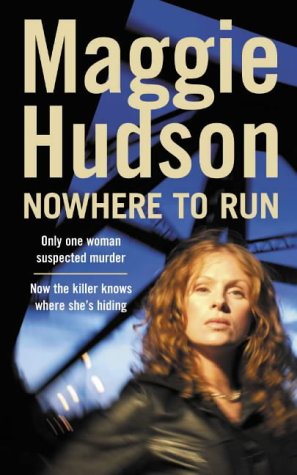 Maggie
Hudson
NOWHERE TO RUN
Only one woman
suspected murder
Now the killer knows
where she's hiding